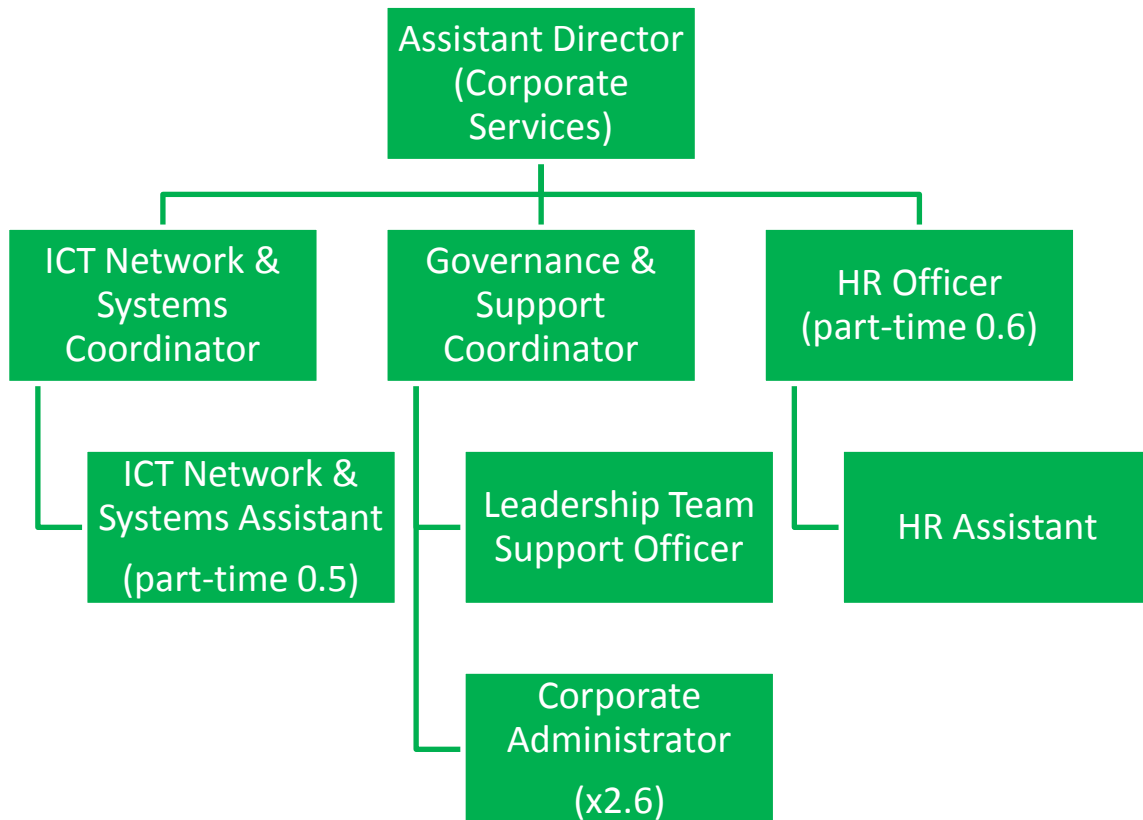 Assistant Director
(Corporate
Services)
ICT Network &
Systems
Coordinator
Governance &
Support
Coordinator
HR Officer
(part-time 0.6)
ICT Network &
Systems Assistant
(part-time 0.5)
Leadership Team
Support Officer
HR Assistant
Corporate
Administrator
(x2.6)